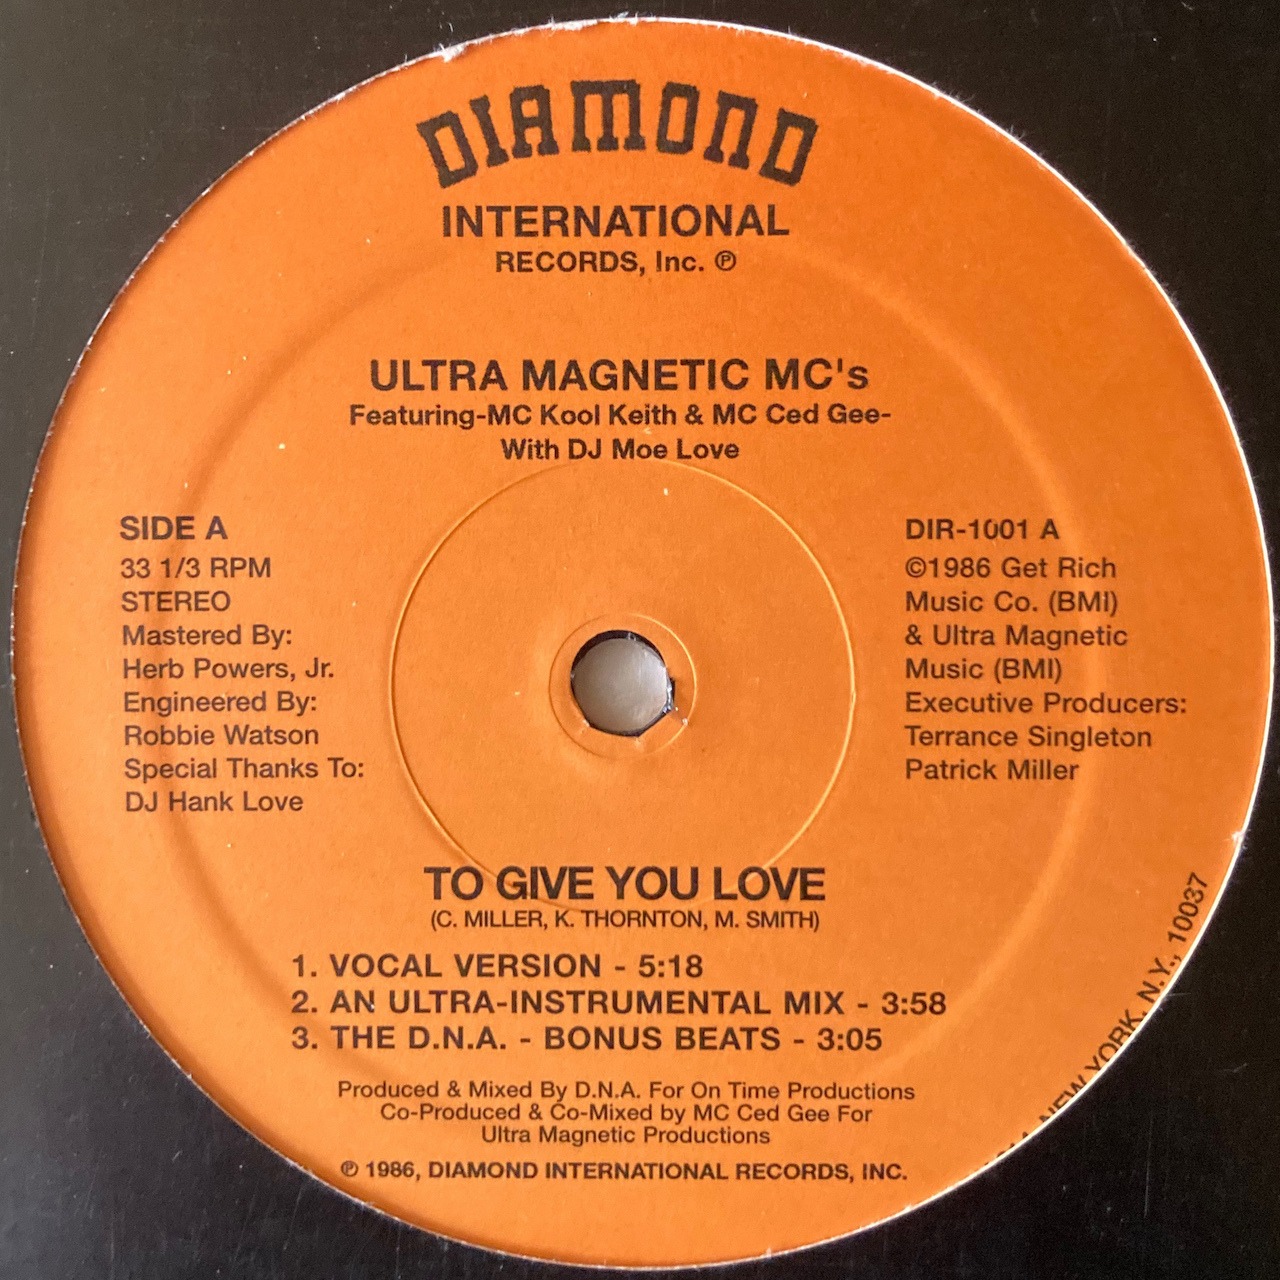 DIAMOND
INTERNATIONAL
RECORDS, Inc. ℗
ULTRA MAGNETIC MC's
Featuring-MC Kool Keith & MC Ced Gee-
With DJ Moe Love
SIDE A
33 1/3 RPM
STEREO
Mastered By:
Herb Powers, Jr.
Engineered By:
Robbie Watson
Special Thanks To:
DJ Hank Love
DIR-1001 A
©1986 Get Rich
Music Co. (BMI)
& Ultra Magnetic
Music (BMI)
Executive Producers:
Terrance Singleton
Patrick Miller
TO GIVE YOU LOVE
(C. MILLER, K. THORNTON, M. SMITH)
1. VOCAL VERSION - 5:18
2. AN ULTRA-INSTRUMENTAL MIX - 3:58
3. THE D.N.A. - BONUS BEATS - 3:05
Produced & Mixed By D.N.A. For On Time Productions
Co-Produced & Co-Mixed by MC Ced Gee For
Ultra Magnetic Productions
℗ 1986, DIAMOND INTERNATIONAL RECORDS, INC.
NEW YORK, N.Y., 10037